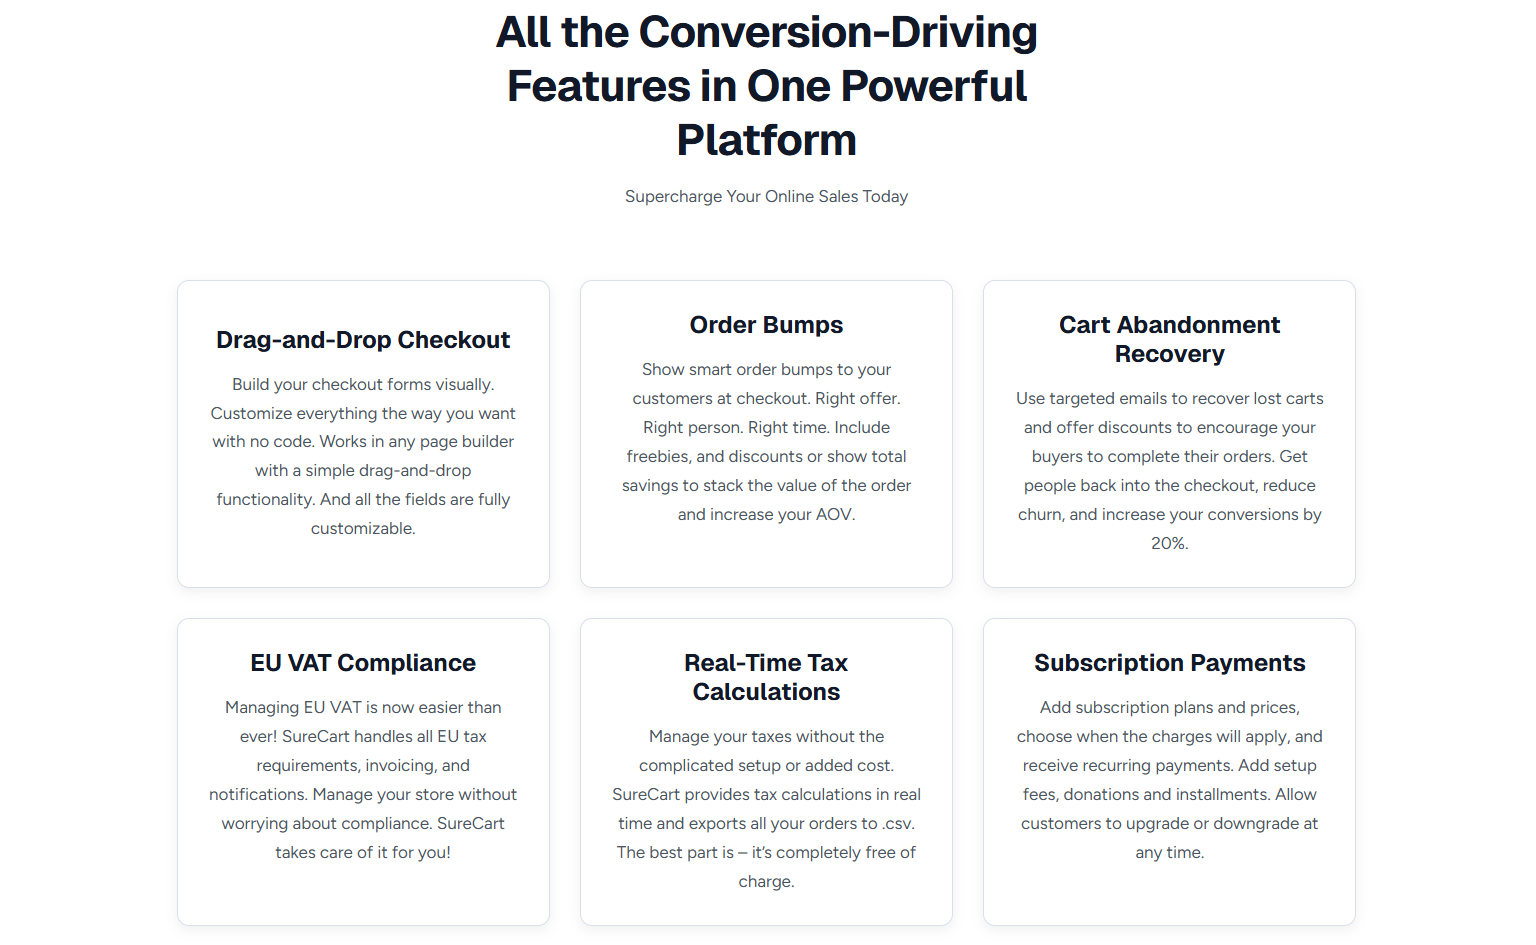 All the Conversion-Driving
Features in One Powerful
Platform
Supercharge Your Online Sales Today
Drag-and-Drop Checkout
Build your checkout forms visually.
Customize everything the way you want
with no code. Works in any page builder
with a simple drag-and-drop
functionality. And all the fields are fully
customizable.
Order Bumps
Show smart order bumps to your
customers at checkout. Right offer.
Right person. Right time. Include
freebies, and discounts or show total
savings to stack the value of the order
and increase your AOV.
Cart Abandonment
Recovery
Use targeted emails to recover lost carts
and offer discounts to encourage your
buyers to complete their orders. Get
people back into the checkout, reduce
churn, and increase your conversions by
20%.
EU VAT Compliance
Managing EU VAT is now easier than
ever! SureCart handles all EU tax
requirements, invoicing, and
notifications. Manage your store without
worrying about compliance. SureCart
takes care of it for you!
Real-Time Tax
Calculations
Manage your taxes without the
complicated setup or added cost.
SureCart provides tax calculations in real
time and exports all your orders to .csv.
The best part is – it’s completely free of
charge.
Subscription Payments
Add subscription plans and prices,
choose when the charges will apply, and
receive recurring payments. Add setup
fees, donations and installments. Allow
customers to upgrade or downgrade at
any time.